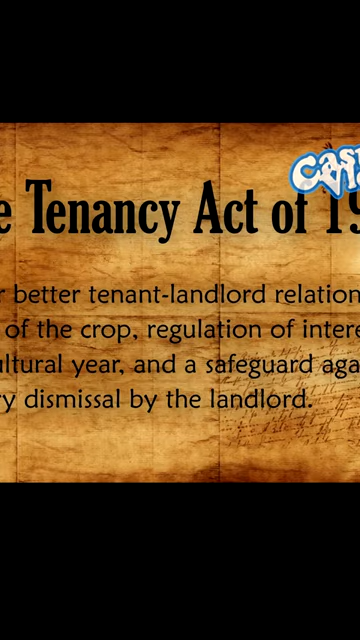 e Tenancy Act of 19
r better tenant-landlord relation
of the crop, regulation of intere
ultural year, and a safeguard aga
ry dismissal by the landlord.